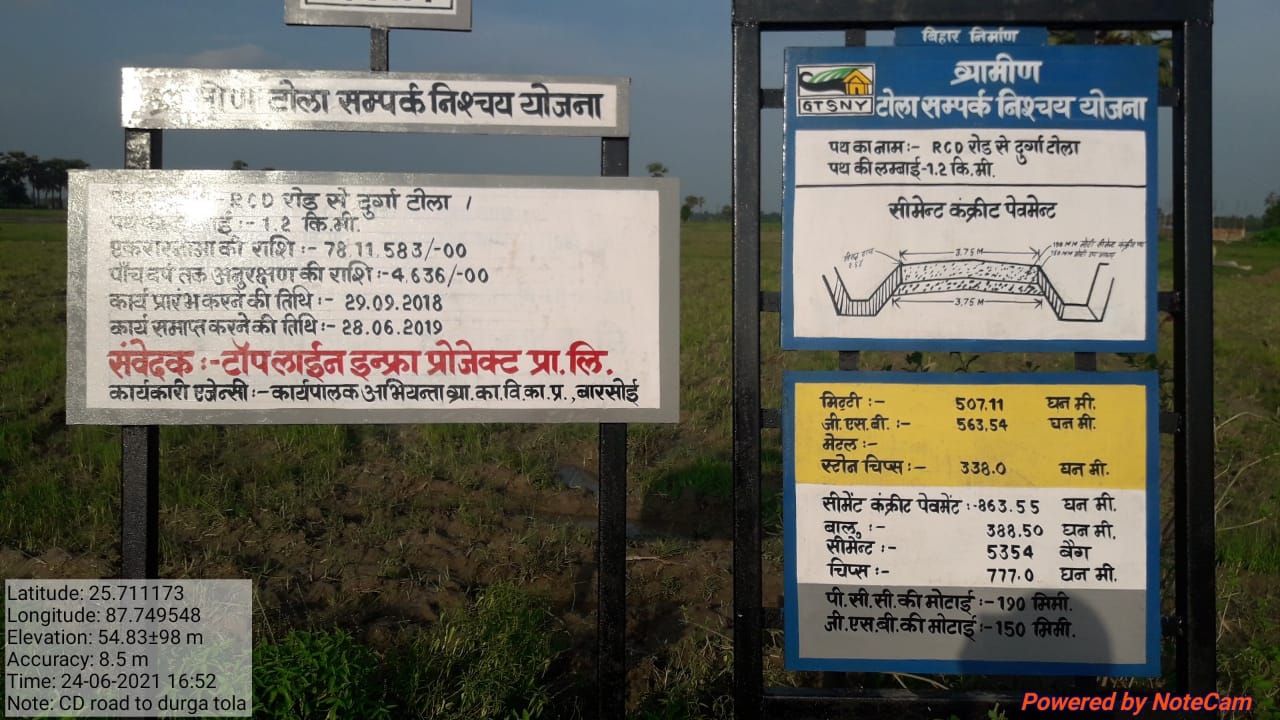 ग्रामीण टोला सम्पर्क निश्चय योजना
RCD रोड से दुर्गा टोला ।
:- 1.2 कि.मी.
की राशि :- 78,11,583/-00
पाँच वर्ष तक अनुरक्षण की राशि :-4,636/-00
कार्य प्रारंभ करने की तिथि :- 29.09.2018
कार्य समाप्त करने की तिथि :- 28.06.2019
संवेदक :- टॉप लाईन इन्फ्रा प्रोजेक्ट प्रा. लि.
कार्यकारी एजेन्सी :- कार्यपालक अभियन्ता ग्रा.का.वि.का.प्र., बारसोई
बिहार निर्माण
ग्रामीण
GTSNY टोला सम्पर्क निश्चय योजना
पथ का नाम :- RCD रोड से दुर्गा टोला
पथ की लम्बाई-1.2 कि.मी.
सीमेन्ट कंक्रीट पेवमेन्ट
3.75 M
3.75 M
मिट्टी :- 507.11 घन मी.
जी.एस.बी. :- 563.54 घन मी.
मेटल :-
स्टोन चिप्स :- 338.0 घन मी.
सीमेंट कंक्रीट पेवमेंट :-863.55 घन मी.
बालू :- 388.50 घन मी.
सीमेन्ट :- 5354 बैग
चिप्स :- 777.0 घन मी.
पी.सी.सी. की मोटाई :-190 मिमी.
जी.एस.बी. की मोटाई :-150 मिमी.
Latitude: 25.711173
Longitude: 87.749548
Elevation: 54.83±98 m
Accuracy: 8.5 m
Time: 24-06-2021 16:52
Note: CD road to durga tola
Powered by NoteCam